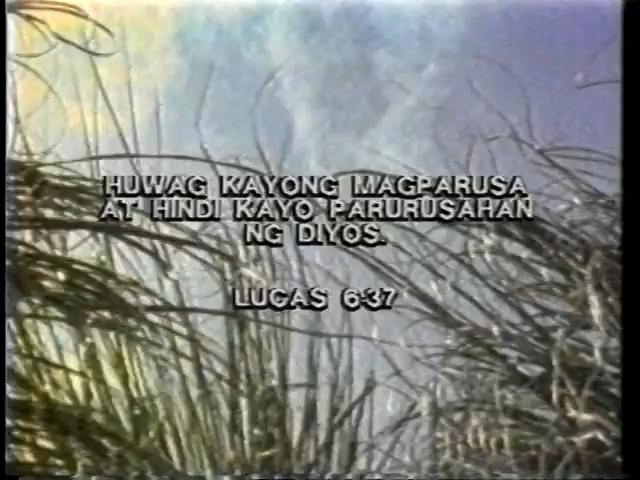 HUWAG KAYONG MAGPARUSA
AT HINDI KAYO PARURUSAHAN
NG DIYOS.
LUCAS 6:37